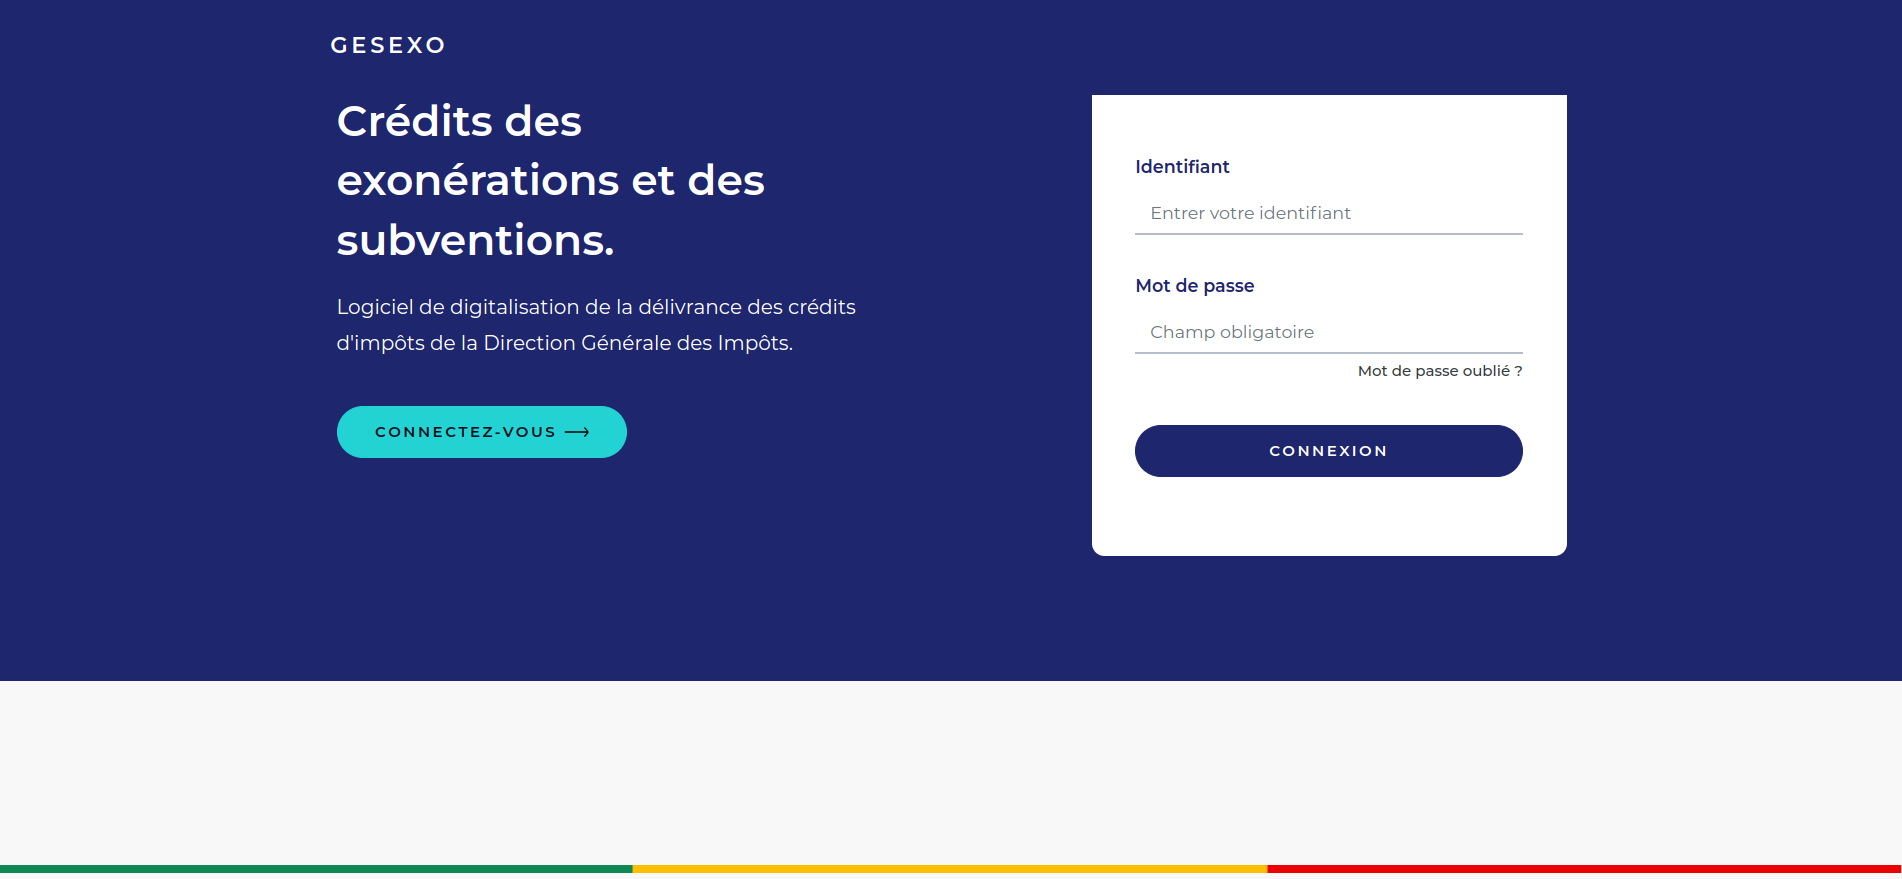 GESEXO
Crédits des
exonérations et des
subventions.
Logiciel de digitalisation de la délivrance des crédits
d'impôts de la Direction Générale des Impôts.
CONNECTEZ-VOUS
Identifiant
Entrer votre identifiant
Mot de passe
Champ obligatoire
Mot de passe oublié ?
CONNEXION